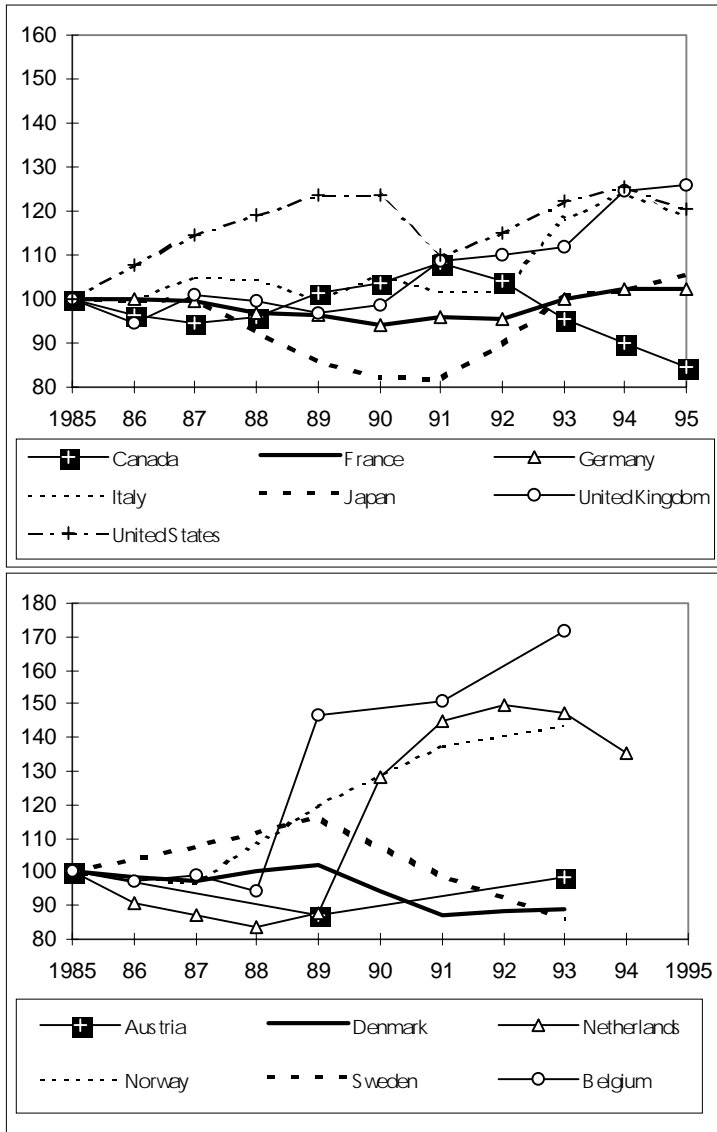 160
150
140
130
120
110
100
90
80
1985 86 87 88 89 90 91 92 93 94 95
Canada France Germany
Italy Japan United Kingdom
United States
180
170
160
150
140
130
120
110
100
90
80
1985 86 87 88 89 90 91 92 93 94 1995
Austria Denmark Netherlands
Norway Sweden Belgium